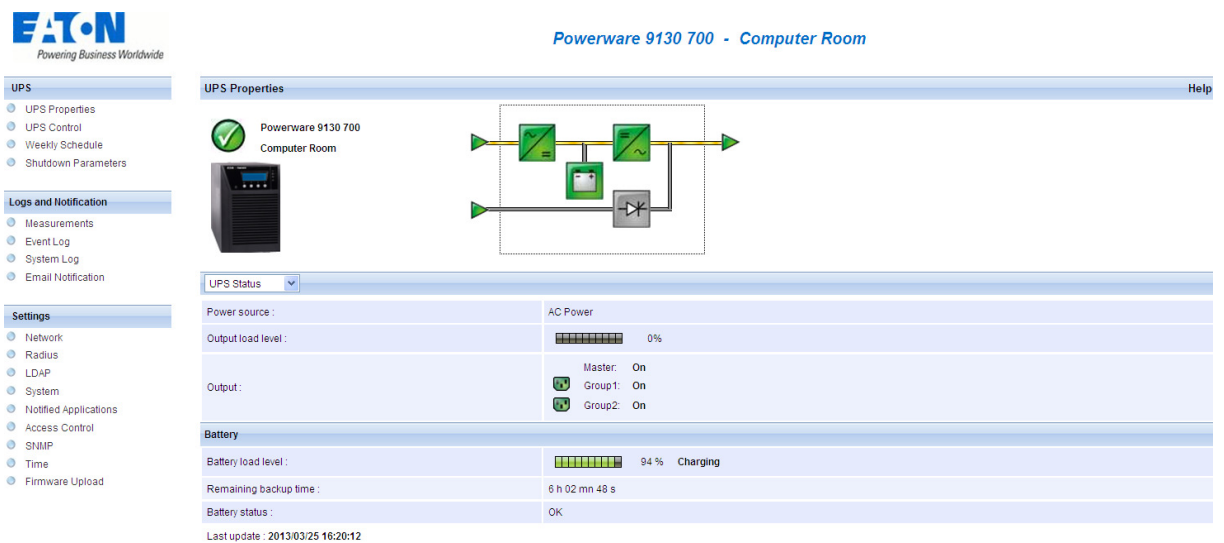 EATON
Powering Business Worldwide
Powerware 9130 700 - Computer Room
UPS
UPS Properties
UPS Control
Weekly Schedule
Shutdown Parameters
Logs and Notification
Measurements
Event Log
System Log
Email Notification
Settings
Network
Radius
LDAP
System
Notified Applications
Access Control
SNMP
Time
Firmware Upload
UPS Properties Help
Powerware 9130 700
Computer Room
UPS Status
Power source : AC Power
Output load level : 0%
Output :
Master: On
Group1: On
Group2: On
Battery
Battery load level : 94 % Charging
Remaining backup time : 6 h 02 mn 48 s
Battery status : OK
Last update : 2013/03/25 16:20:12